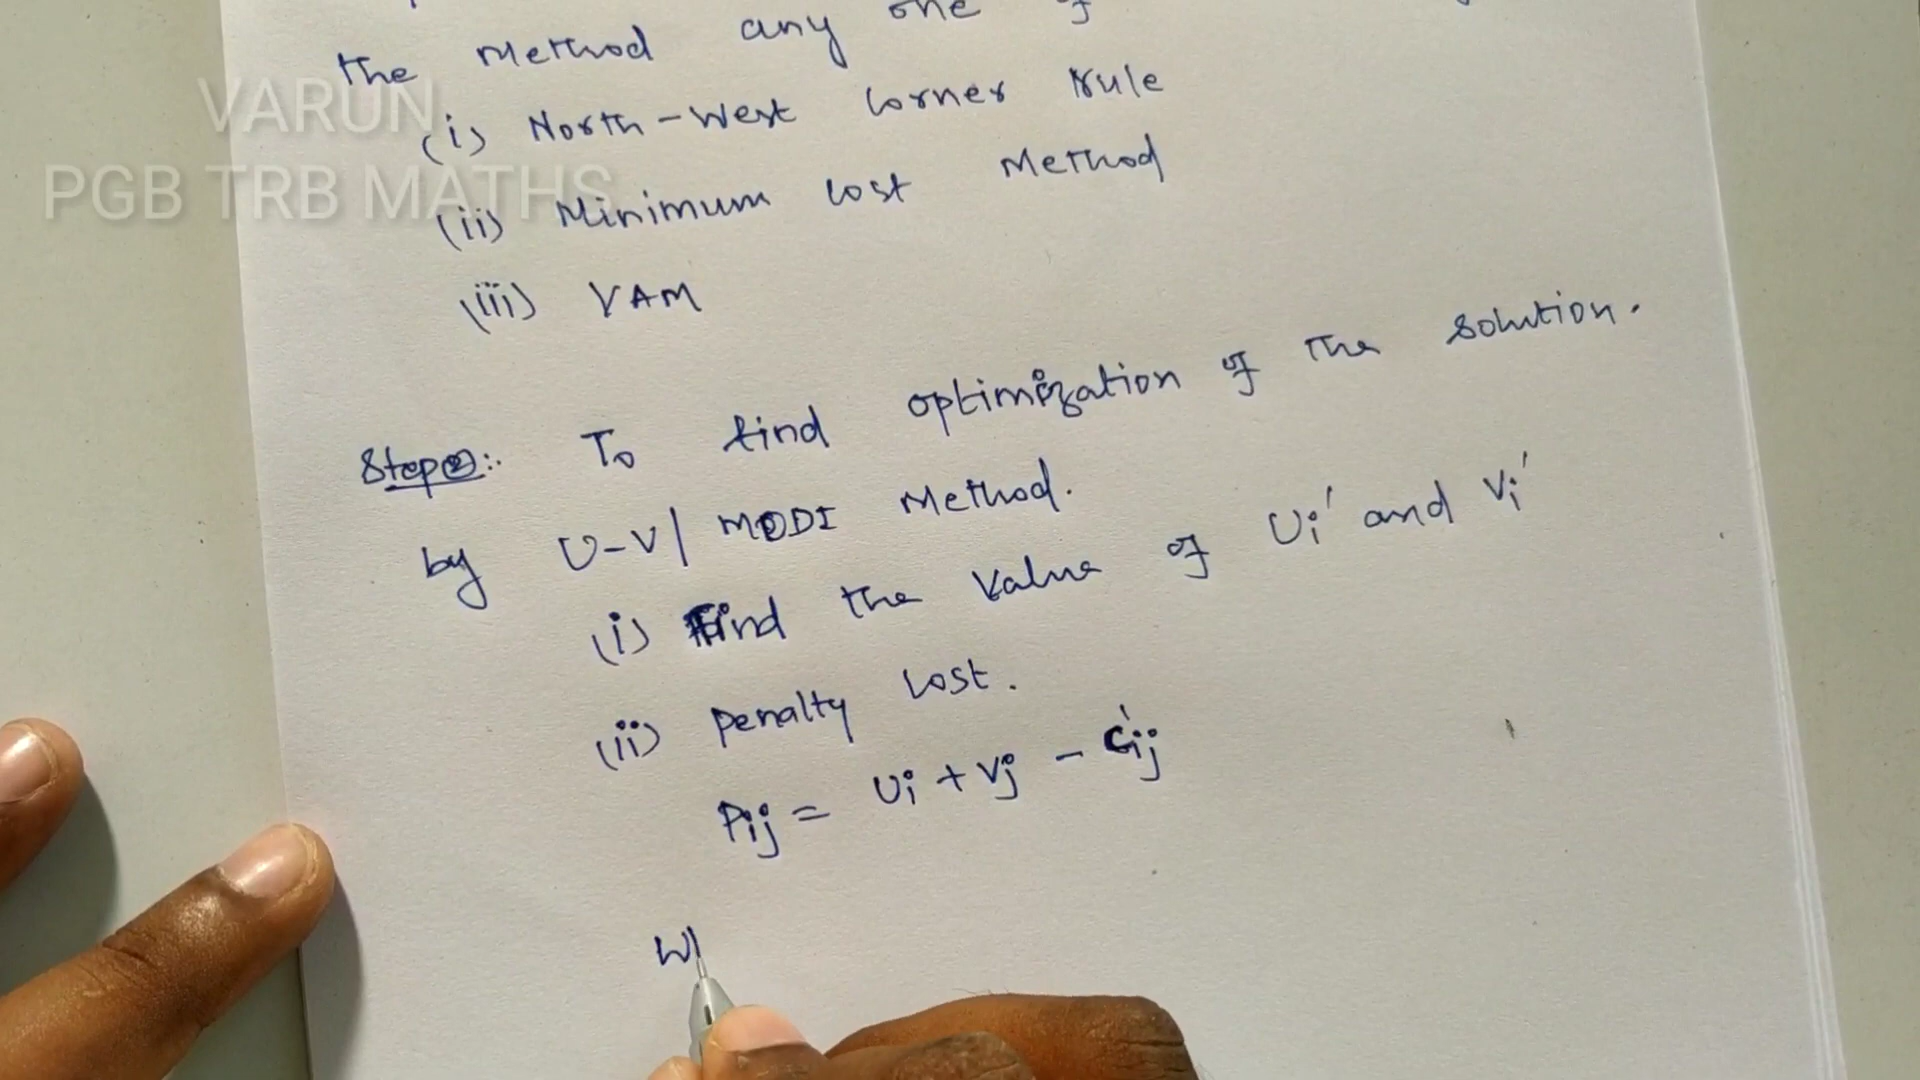 the Method any one of
(i) North-West Corner Rule
(ii) Minimum Cost Method
(iii) VAM
Step②: To find optimization of the solution.
by U-V| MODI Method.
(i) Find the value of Ui' and Vi'
(ii) Penalty Cost.
Pij = Ui + Vj - Cij
VARUN
PGB TRB MATHS